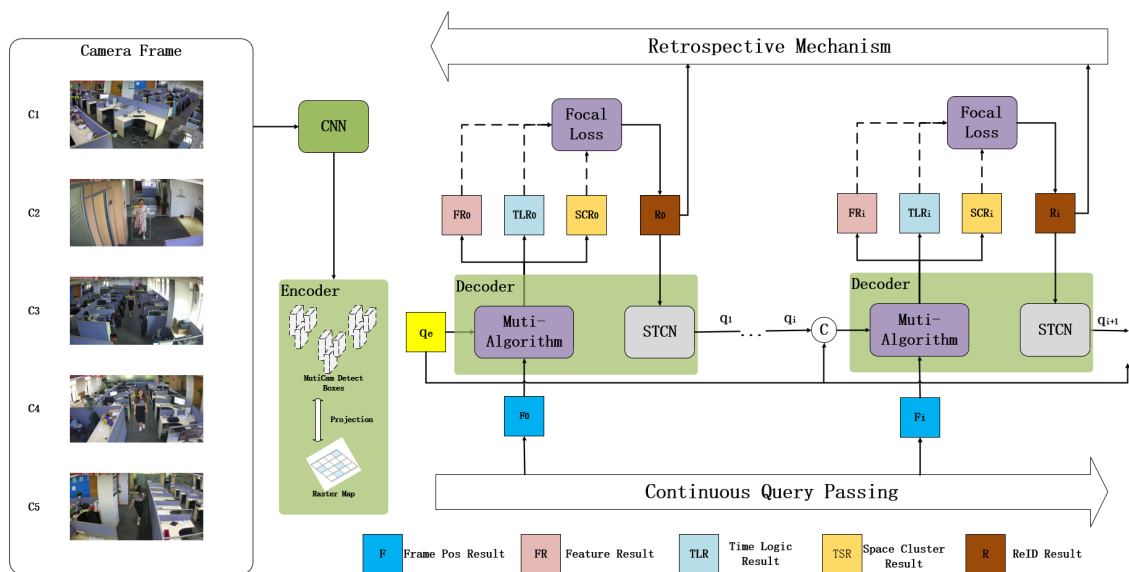 Camera Frame
C1
C2
C3
C4
C5
CNN
Encoder
MutiCam Detect
Boxes
Projection
Raster Map
Retrospective Mechanism
Focal
Loss
FR0
TLR0
SCR0
R0
Decoder
qe
Muti-
Algorithm
STCN
q1
...
qi
C
F0
Focal
Loss
FRi
TLRi
SCRi
Ri
Decoder
Muti-
Algorithm
STCN
qi+1
Fi
Continuous Query Passing
F
Frame Pos Result
FR
Feature Result
TLR
Time Logic
Result
TSR
Space Cluster
Result
R
ReID Result